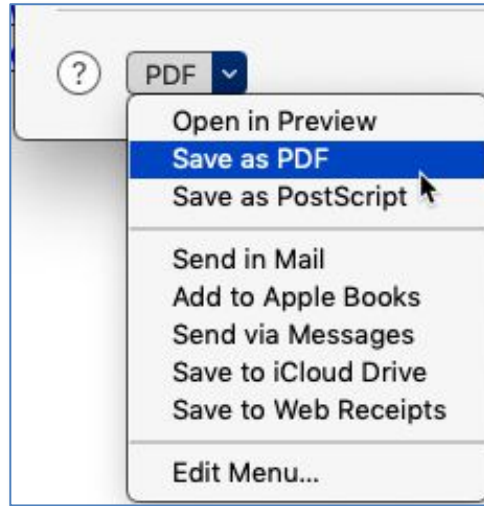 ?
PDF
Open in Preview
Save as PDF
Save as PostScript
Send in Mail
Add to Apple Books
Send via Messages
Save to iCloud Drive
Save to Web Receipts
Edit Menu...